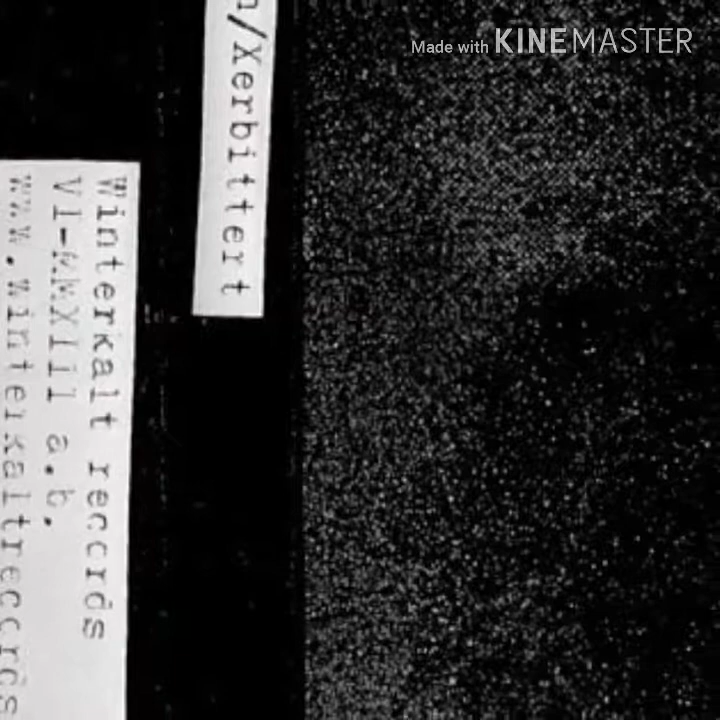 Made with KINEMASTER
n/Xerbittert
Winterkalt records
VI-MMXIII a.b.
www.winterkaltrecords